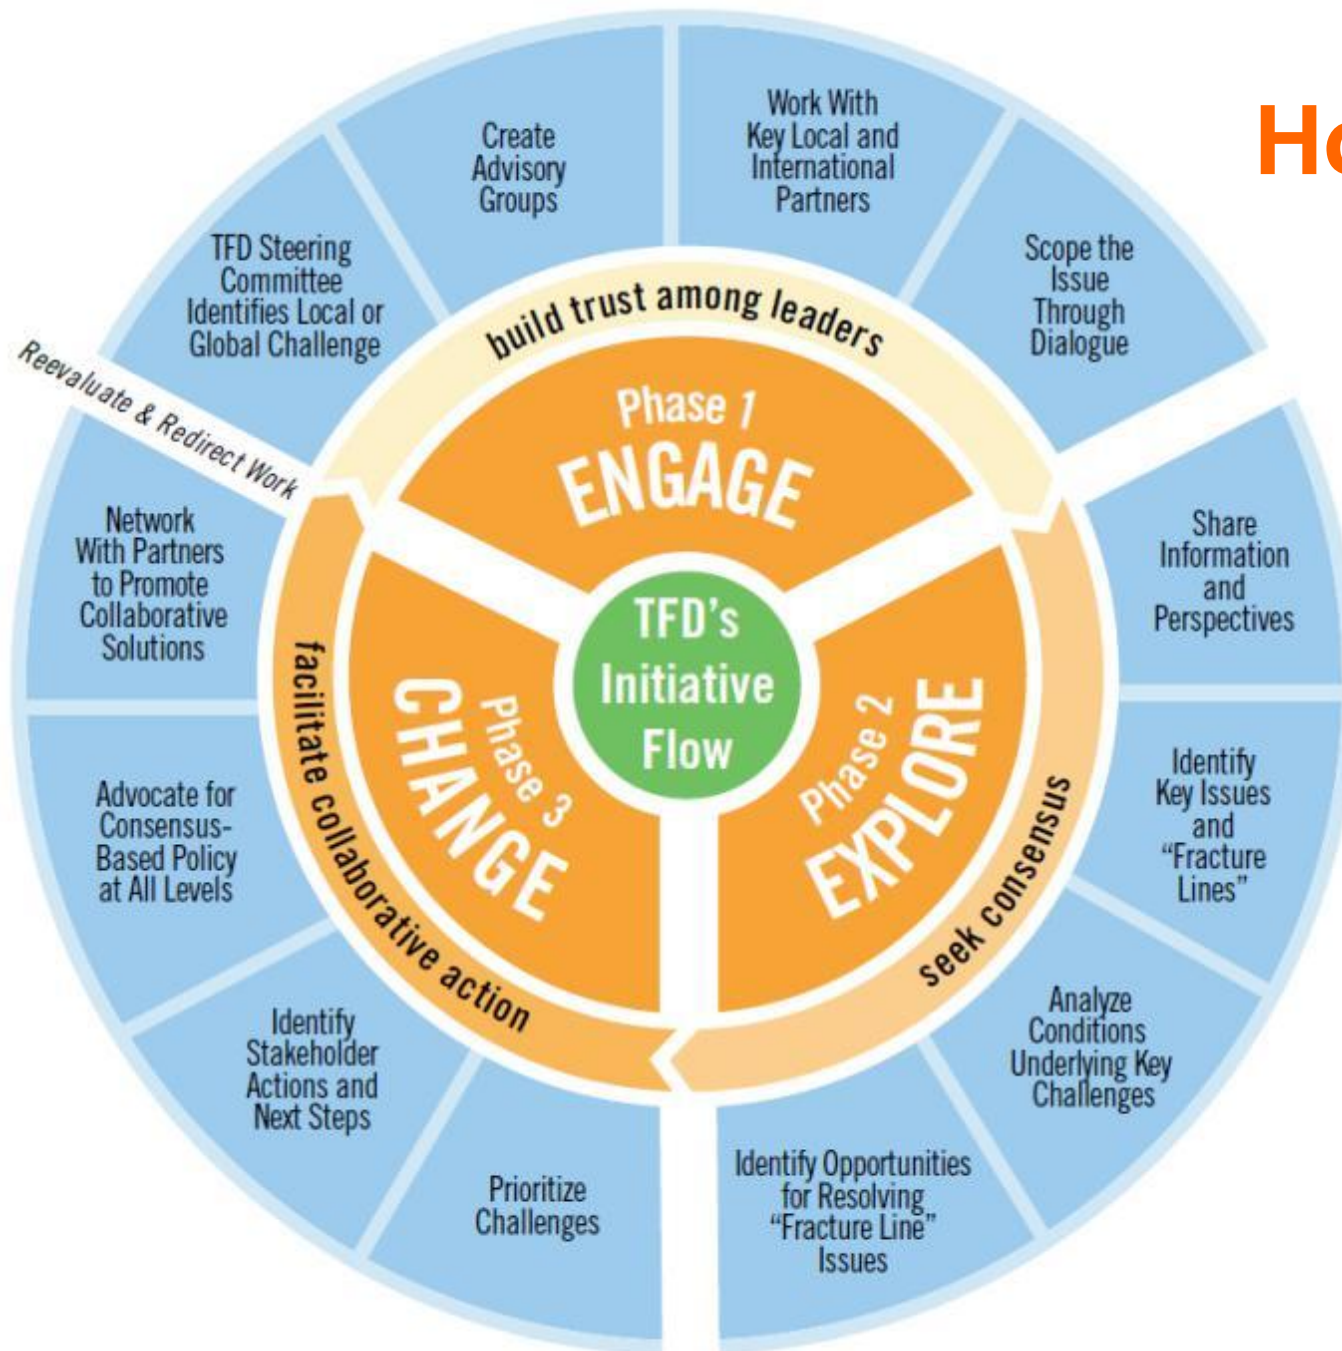 Ho
Work With
Key Local and
International
Partners
Create
Advisory
Groups
TFD Steering
Committee
Identifies Local or
Global Challenge
Scope the
Issue
Through
Dialogue
build trust among leaders
Reevaluate & Redirect Work
Phase 1
ENGAGE
Share
Information
and
Perspectives
Network
With Partners
to Promote
Collaborative
Solutions
TFD's
Initiative
Flow
facilitate collaborative action
Phase 3
CHANGE
Phase 2
EXPLORE
seek consensus
Identify
Key Issues
and
“Fracture
Lines”
Advocate for
Consensus-
Based Policy
at All Levels
Analyze
Conditions
Underlying Key
Challenges
Identify
Stakeholder
Actions and
Next Steps
Identify Opportunities
for Resolving
“Fracture Line”
Issues
Prioritize
Challenges